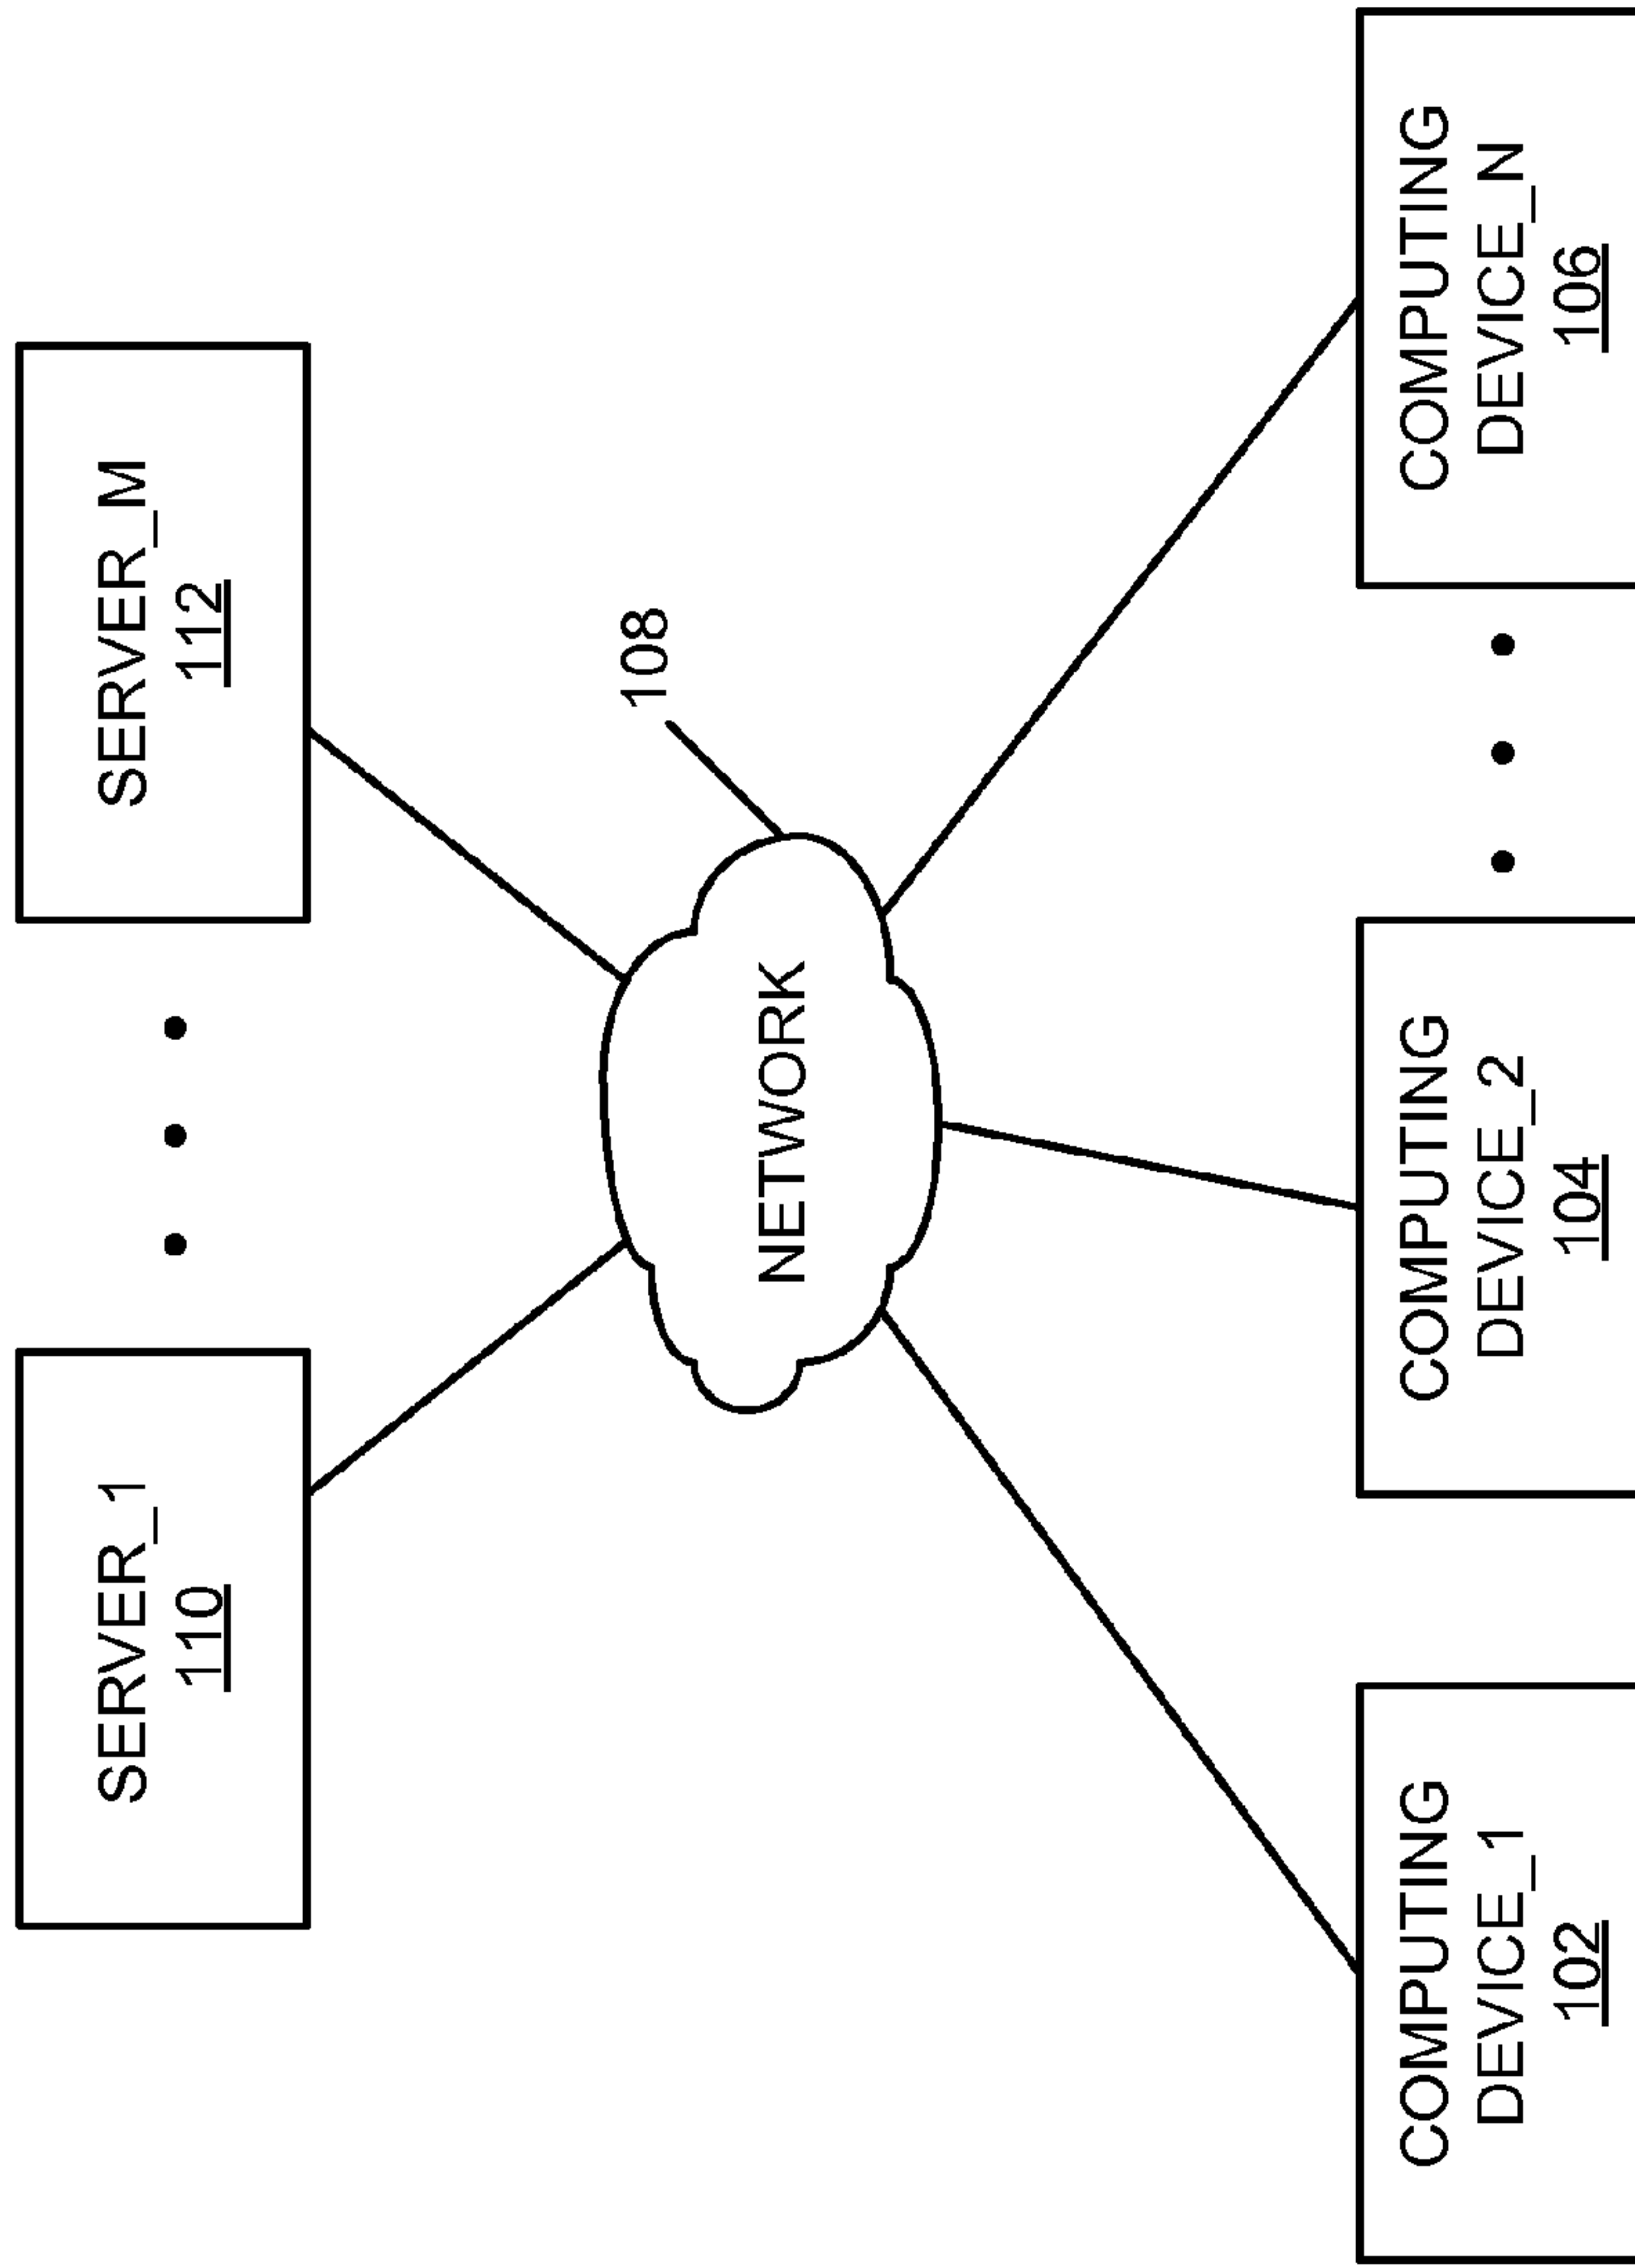 SERVER_1
110
SERVER_M
112
108
NETWORK
COMPUTING
DEVICE_1
102
COMPUTING
DEVICE_2
104
COMPUTING
DEVICE_N
106